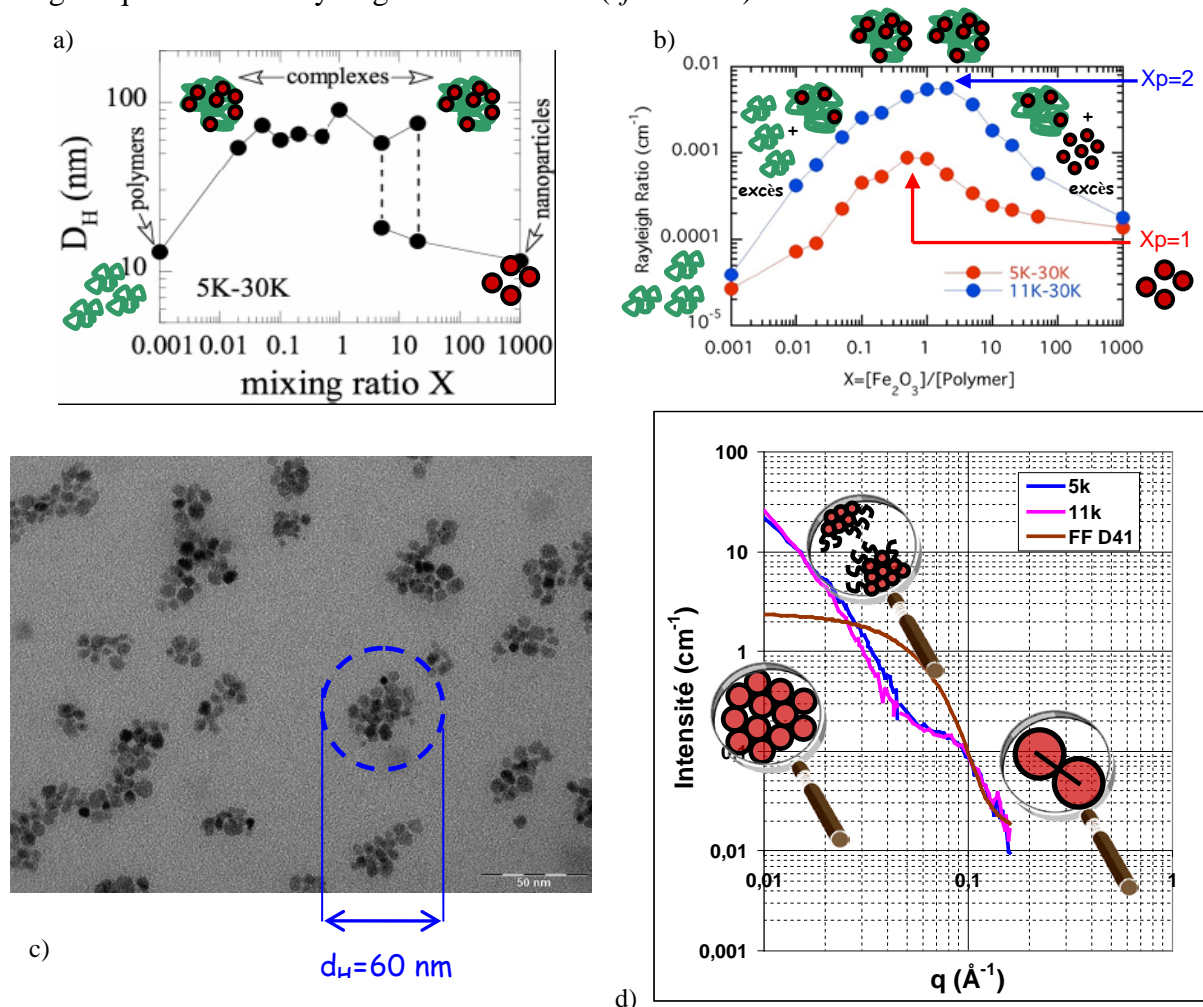 a)
complexes
100
10
D_H (nm)
polymers
nanoparticles
5K-30K
0.001 0.01 0.1 1 10 100 1000
mixing ratio X
b)
0.01
0.001
0.0001
10⁻⁵
Rayleigh Ratio (cm⁻¹)
Xp=2
+
excès
+
excès
Xp=1
5K-30K
11K-30K
0.001 0.01 0.1 1 10 100 1000
X=[Fe₂O₃]/[Polymer]
c)
50 nm
d_H=60 nm
d)
100
10
1
0,01
0,001
Intensité (cm⁻¹)
5k
11k
FF D41
0,01 0,1 1
q (Å⁻¹)